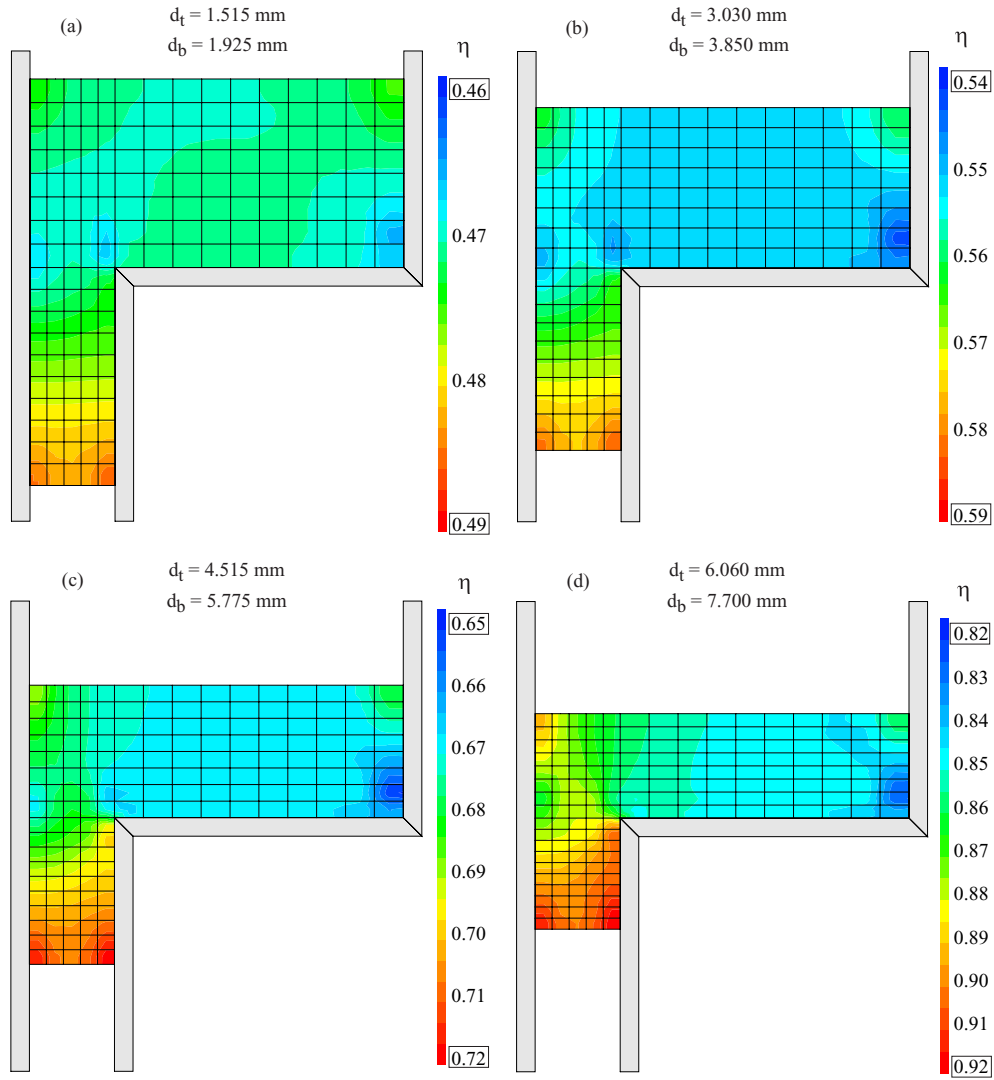 (a)
d_t = 1.515 mm
d_b = 1.925 mm
η
0.46
0.47
0.48
0.49
(b)
d_t = 3.030 mm
d_b = 3.850 mm
η
0.54
0.55
0.56
0.57
0.58
0.59
(c)
d_t = 4.515 mm
d_b = 5.775 mm
η
0.65
0.66
0.67
0.68
0.69
0.70
0.71
0.72
(d)
d_t = 6.060 mm
d_b = 7.700 mm
η
0.82
0.83
0.84
0.85
0.86
0.87
0.88
0.89
0.90
0.91
0.92